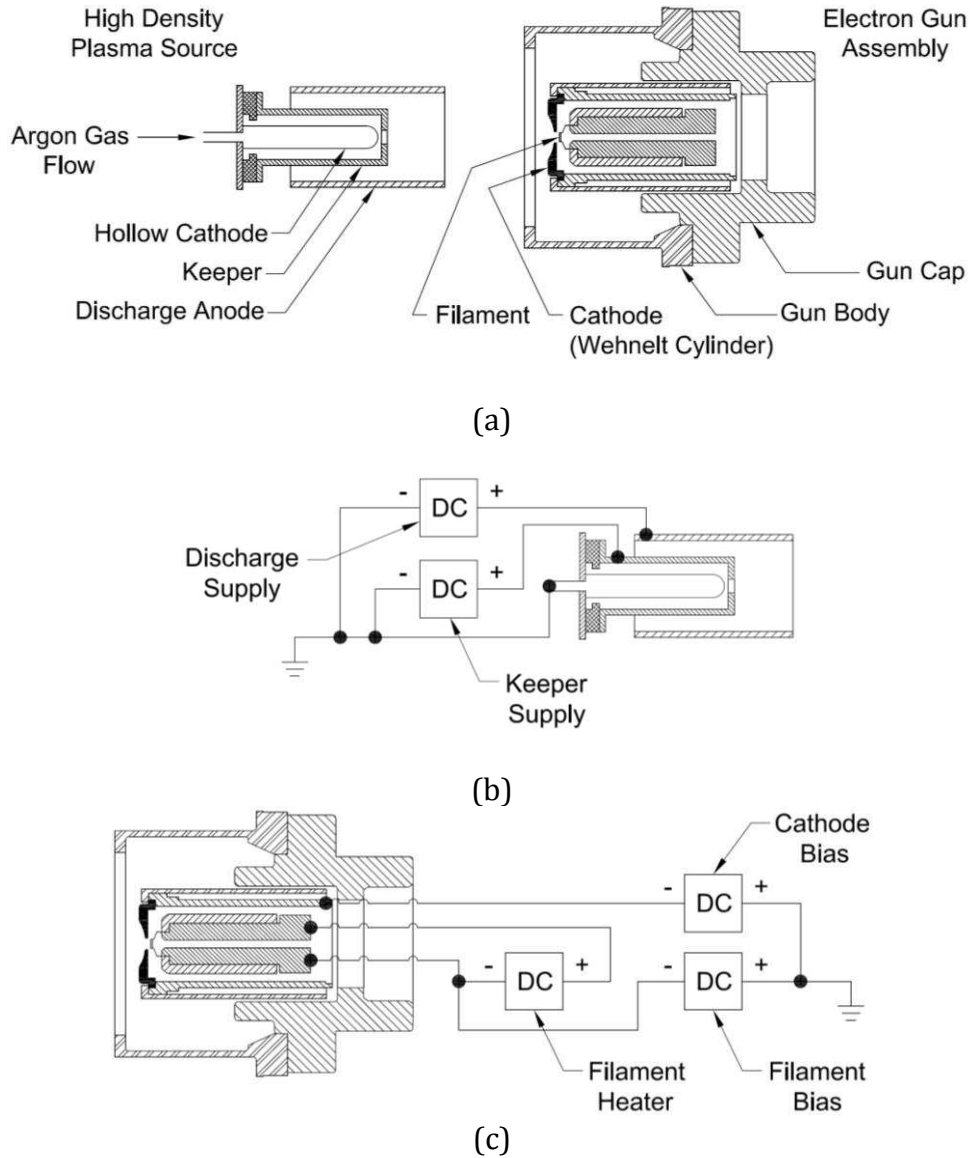 High Density
Plasma Source
Electron Gun
Assembly
Argon Gas
Flow
Hollow Cathode
Keeper
Discharge Anode
Filament
Cathode
(Wehnelt Cylinder)
Gun Body
Gun Cap
(a)
- DC +
Discharge
Supply
- DC +
Keeper
Supply
(b)
Cathode
Bias
- DC +
- DC +
- DC +
Filament
Heater
Filament
Bias
(c)